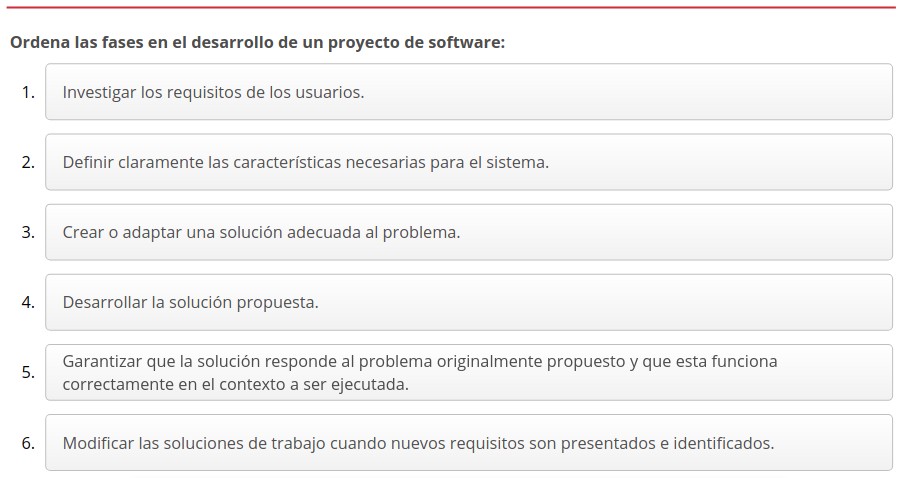 Ordena las fases en el desarrollo de un proyecto de software:
1. Investigar los requisitos de los usuarios.
2. Definir claramente las características necesarias para el sistema.
3. Crear o adaptar una solución adecuada al problema.
4. Desarrollar la solución propuesta.
5. Garantizar que la solución responde al problema originalmente propuesto y que esta funciona
correctamente en el contexto a ser ejecutada.
6. Modificar las soluciones de trabajo cuando nuevos requisitos son presentados e identificados.